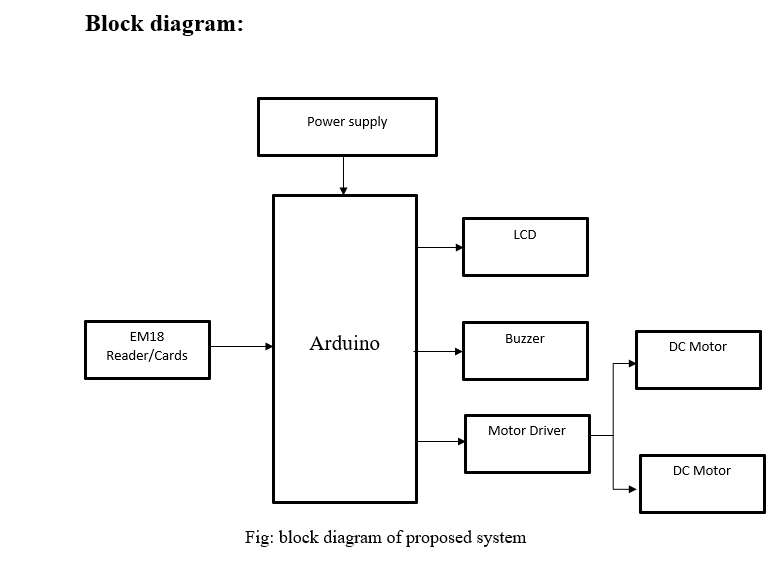 Block diagram:
Power supply
LCD
EM18
Reader/Cards
Arduino
Buzzer
DC Motor
Motor Driver
DC Motor
Fig: block diagram of proposed system